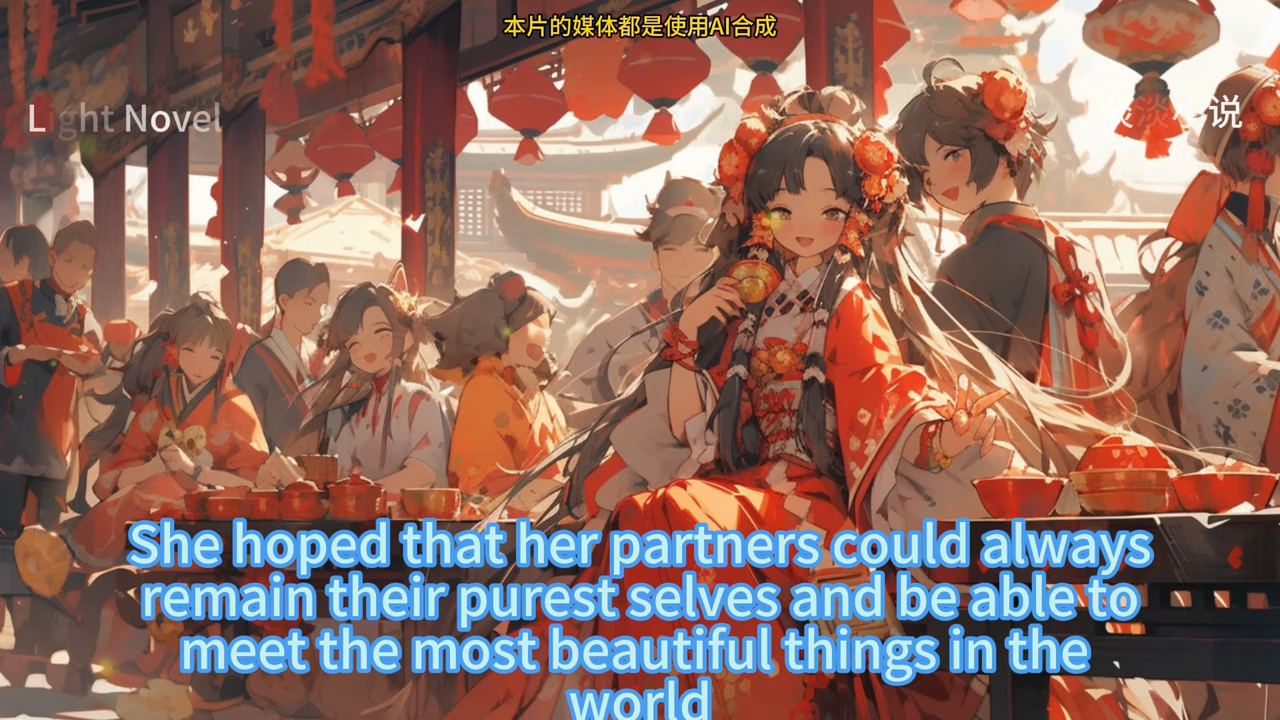 本片的媒体都是使用AI合成
Light Novel
淡小说
She hoped that her partners could always
remain their purest selves and be able to
meet the most beautiful things in the
world